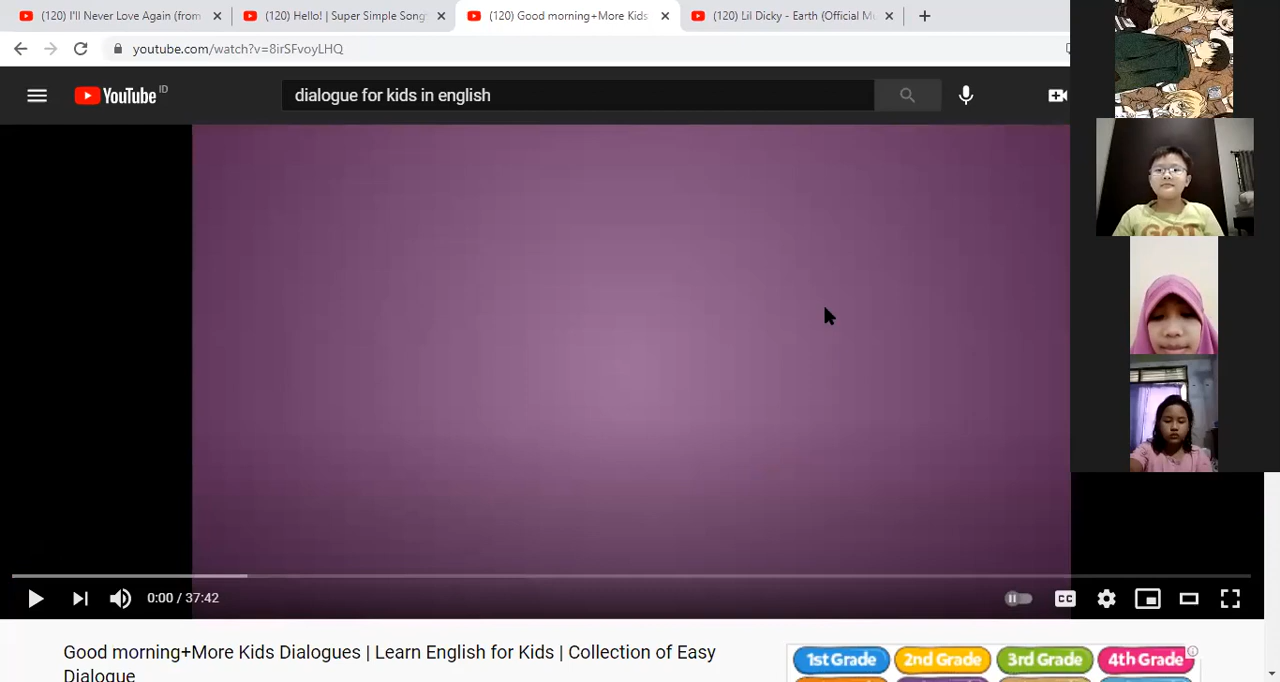 (120) I'll Never Love Again (from
(120) Hello! | Super Simple Song
(120) Good morning+More Kids
(120) Lil Dicky - Earth (Official Mu
youtube.com/watch?v=8irSFvoyLHQ
YouTube ID
dialogue for kids in english
GOT
0:00 / 37:42
CC
Good morning+More Kids Dialogues | Learn English for Kids | Collection of Easy
Dialogue
1st Grade
2nd Grade
3rd Grade
4th Grade